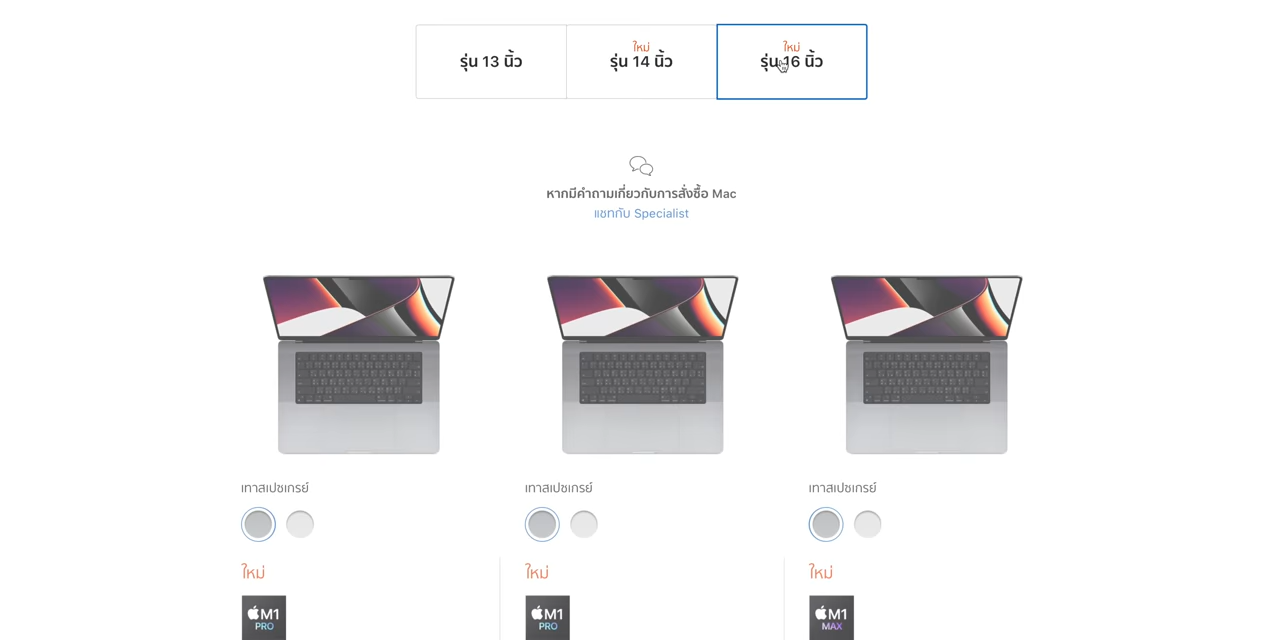 รุ่น 13 นิ้ว
ใหม่
รุ่น 14 นิ้ว
ใหม่
รุ่น 16 นิ้ว
หากมีคำถามเกี่ยวกับการสั่งซื้อ Mac
แชทกับ Specialist
เทาสเปซเกรย์
เทาสเปซเกรย์
เทาสเปซเกรย์
ใหม่
ใหม่
ใหม่
M1
PRO
M1
PRO
M1
MAX